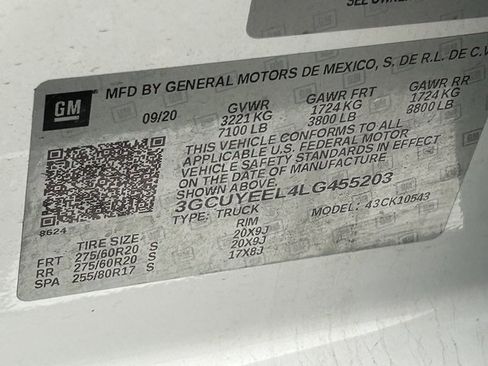 GM
MFD BY GENERAL MOTORS DE MEXICO, S. DE R.L. DE C.V
09/20 GVWR GAWR FRT GAWR RR
3221 KG 1724 KG 1724 KG
7100 LB 3800 LB 3800 LB
THIS VEHICLE CONFORMS TO ALL
APPLICABLE U.S. FEDERAL MOTOR
VEHICLE SAFETY STANDARDS IN
EFFECT ON THE DATE OF MANUFACTURE
SHOWN ABOVE.
3GCUYEEL4LG455203
TYPE: TRUCK MODEL: 43CK10543
8624
TIRE SIZE RIM
FRT 275/60R20 S 20X9J
RR 275/60R20 S 20X9J
SPA 255/80R17 S 17X8J